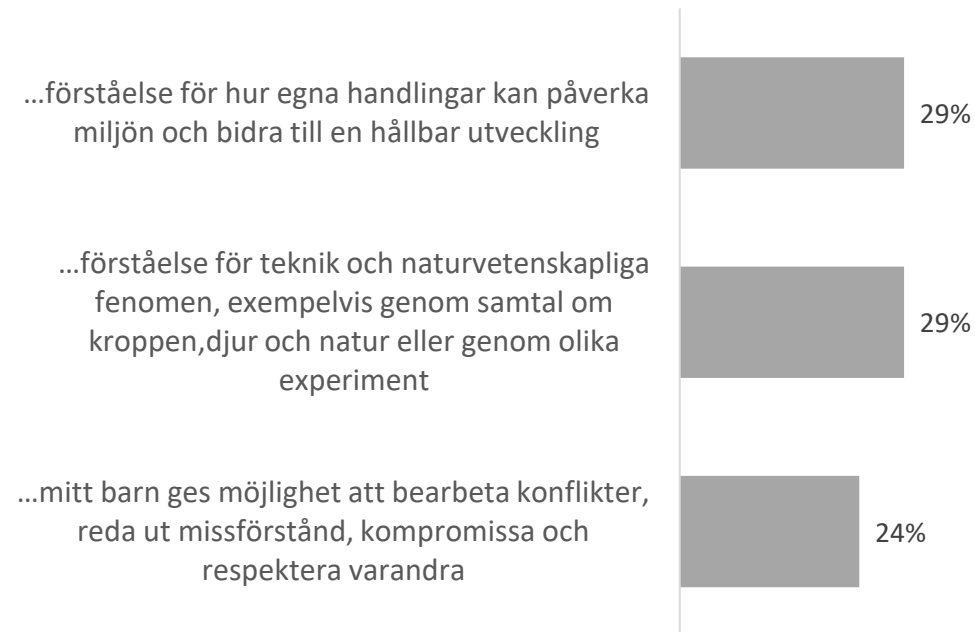 ...förståelse för hur egna handlingar kan påverka
miljön och bidra till en hållbar utveckling
29%
...förståelse för teknik och naturvetenskapliga
fenomen, exempelvis genom samtal om
kroppen,djur och natur eller genom olika
experiment
29%
...mitt barn ges möjlighet att bearbeta konflikter,
reda ut missförstånd, kompromissa och
respektera varandra
24%